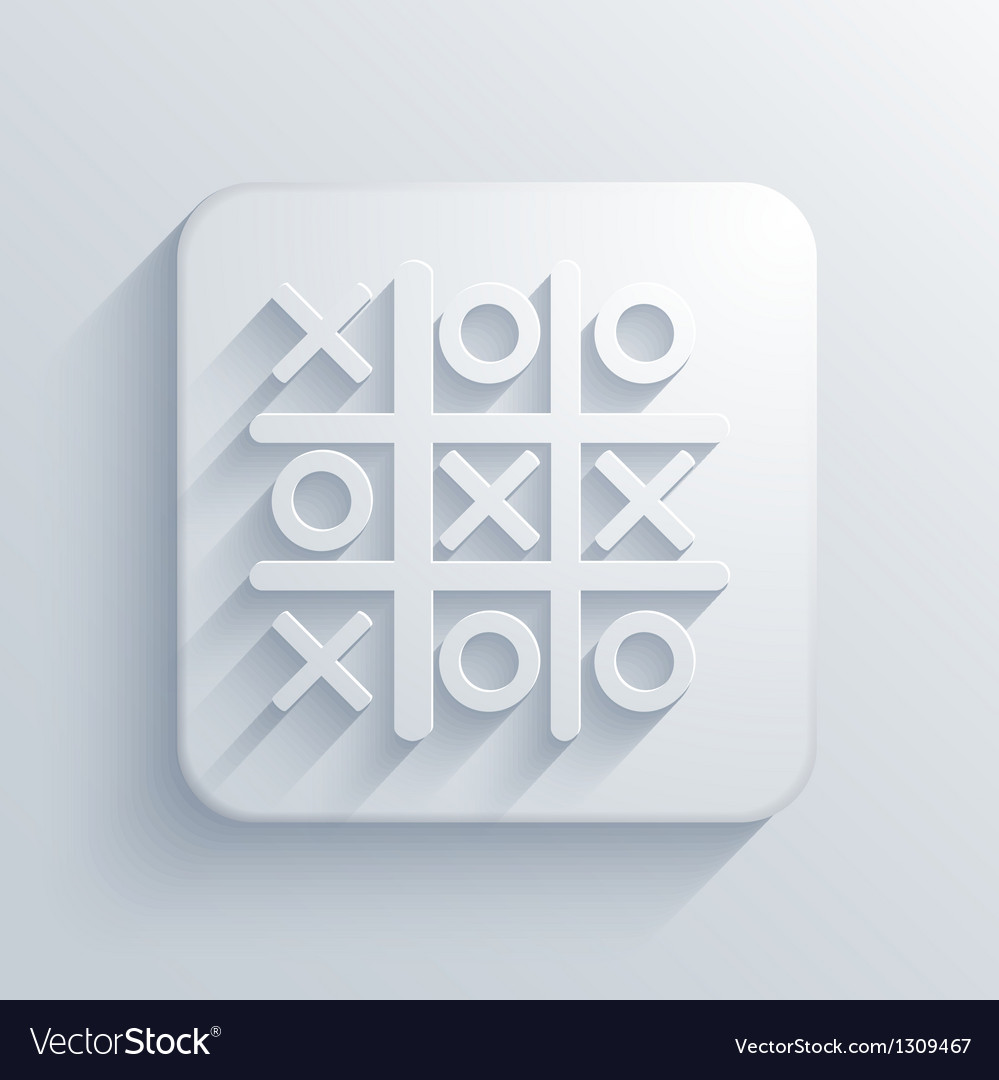 X O O
O X X
X O O
VectorStock®
VectorStock.com/1309467